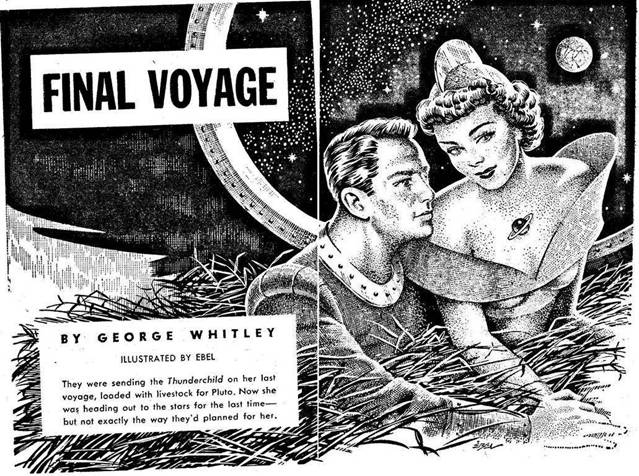 FINAL VOYAGE
BY GEORGE WHITLEY
ILLUSTRATED BY EBEL
They were sending the Thunderchild on her last
voyage, loaded with livestock for Pluto. Now she
was heading out to the stars for the last time—
but not exactly the way they'd planned for her.
EBEL